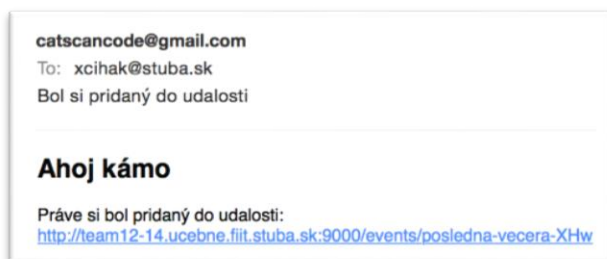 catscancode@gmail.com
To: xcihak@stuba.sk
Bol si pridaný do udalosti
Ahoj kámo
Práve si bol pridaný do udalosti:
http://team12-14.ucebne.fiit.stuba.sk:9000/events/posledna-vecera-XHw